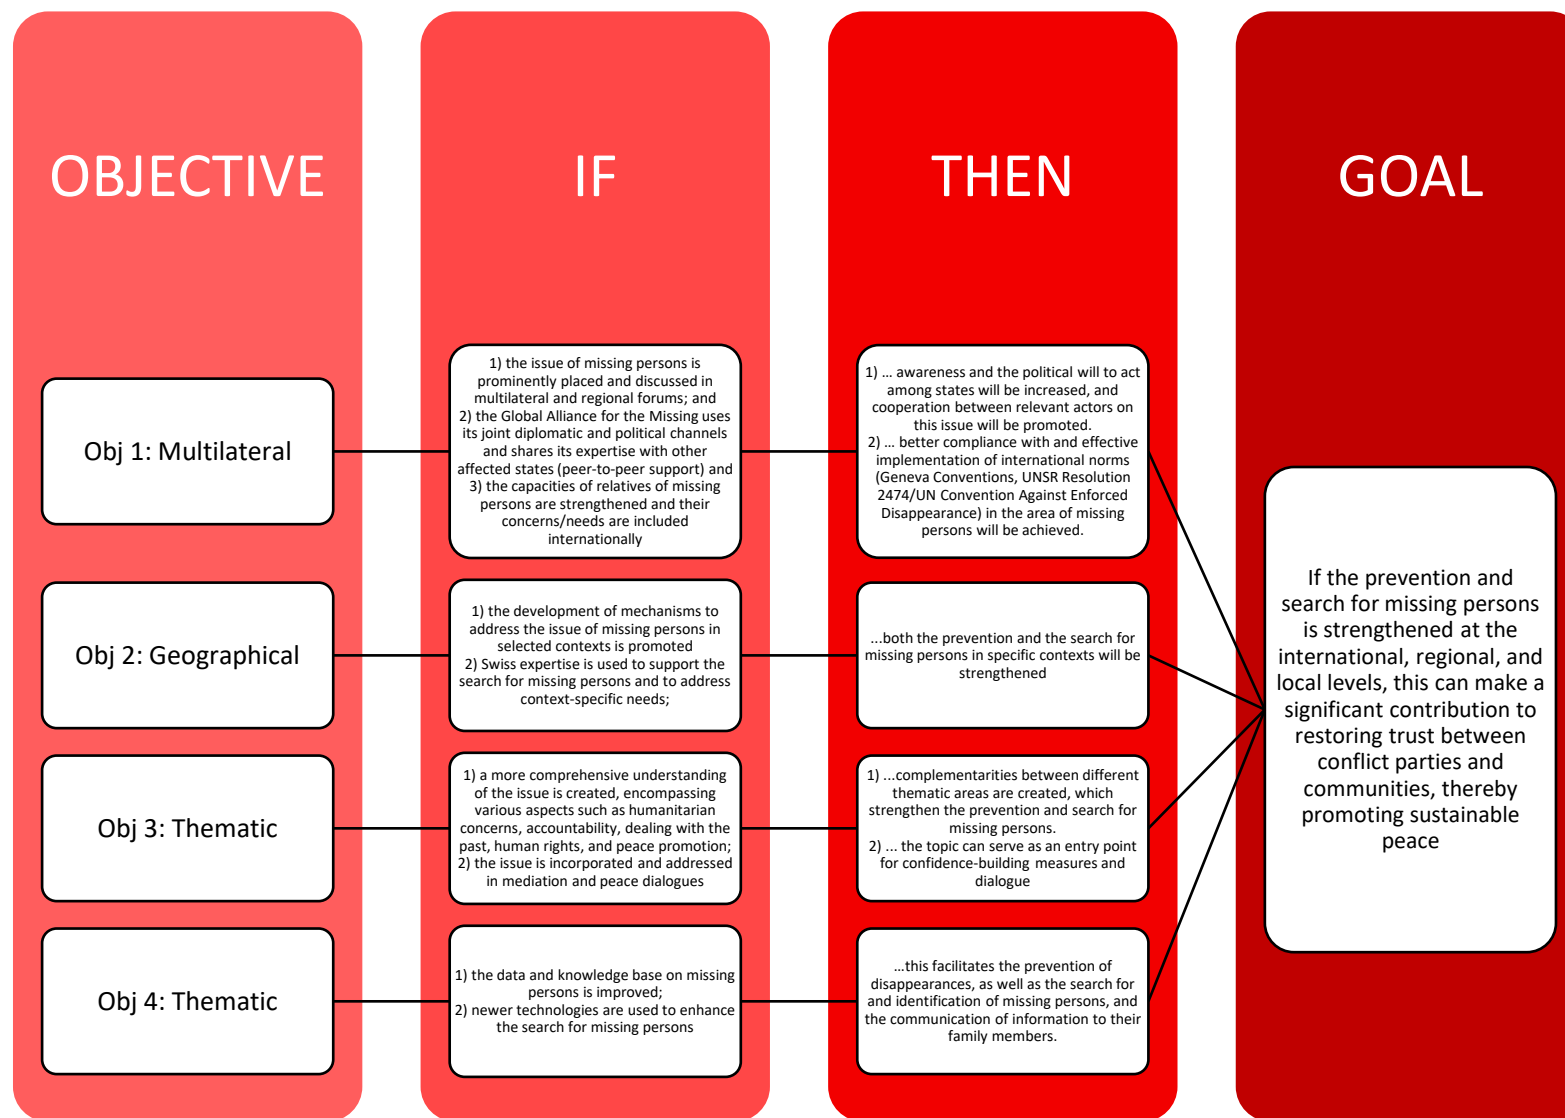 OBJECTIVE
IF
THEN
GOAL
Obj 1: Multilateral
1) the issue of missing persons is
prominently placed and discussed in
multilateral and regional forums; and
2) the Global Alliance for the Missing uses
its joint diplomatic and political channels
and shares its expertise with other
affected states (peer-to-peer support) and
3) the capacities of relatives of missing
persons are strengthened and their
concerns/needs are included
internationally
1) ... awareness and the political will to act
among states will be increased, and
cooperation between relevant actors on
this issue will be promoted.
2) ... better compliance with and effective
implementation of international norms
(Geneva Conventions, UNSR Resolution
2474/UN Convention Against Enforced
Disappearance) in the area of missing
persons will be achieved.
Obj 2: Geographical
1) the development of mechanisms to
address the issue of missing persons in
selected contexts is promoted
2) Swiss expertise is used to support the
search for missing persons and to address
context-specific needs;
...both the prevention and the search for
missing persons in specific contexts will be
strengthened
Obj 3: Thematic
1) a more comprehensive understanding
of the issue is created, encompassing
various aspects such as humanitarian
concerns, accountability, dealing with the
past, human rights, and peace promotion;
2) the issue is incorporated and addressed
in mediation and peace dialogues
1) ...complementarities between different
thematic areas are created, which
strengthen the prevention and search for
missing persons.
2) ... the topic can serve as an entry point
for confidence-building measures and
dialogue
Obj 4: Thematic
1) the data and knowledge base on missing
persons is improved;
2) newer technologies are used to enhance
the search for missing persons
...this facilitates the prevention of
disappearances, as well as the search for
and identification of missing persons, and
the communication of information to their
family members.
If the prevention and
search for missing persons
is strengthened at the
international, regional, and
local levels, this can make a
significant contribution to
restoring trust between
conflict parties and
communities, thereby
promoting sustainable
peace